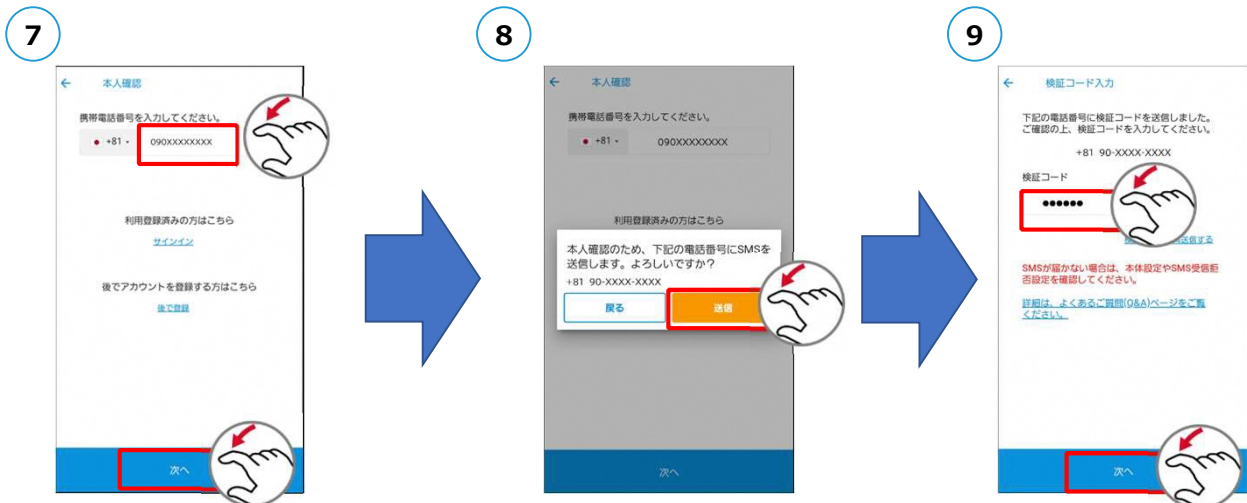 7
← 本人確認
携帯電話番号を入力してください。
+81
090XXXXXXXX
利用登録済みの方はこちら
サインイン
後でアカウントを登録する方はこちら
後で登録
次へ
8
← 本人確認
携帯電話番号を入力してください。
+81
090XXXXXXXX
利用登録済みの方はこちら
本人確認のため、下記の電話番号にSMSを
送信します。よろしいですか？
+81 90-XXXX-XXXX
戻る
送信
次へ
9
← 検証コード入力
下記の電話番号に検証コードを送信しました。
ご確認の上、検証コードを入力してください。
+81 90-XXXX-XXXX
検証コード
●●●●●●
送信する
SMSが届かない場合は、本体設定やSMS受信拒
否設定を確認してください。
詳細は、よくあるご質問(Q&A)ページをご覧
ください。
次へ